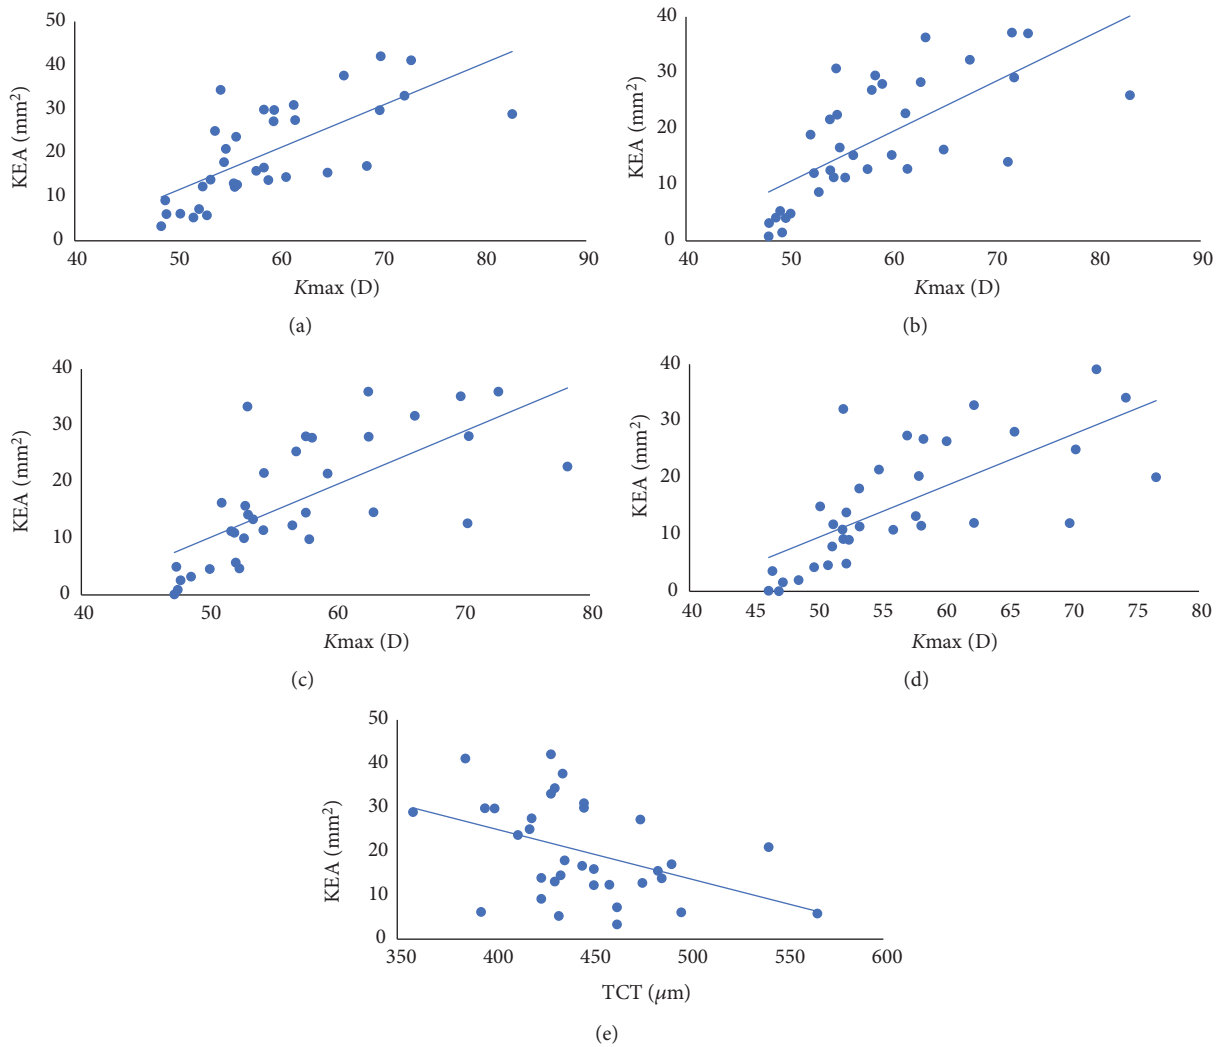 50
40
30
20
10
0
KEA (mm²)
40 50 60 70 80 90
Kmax (D)
(a)
40
30
20
10
0
KEA (mm²)
40 50 60 70 80 90
Kmax (D)
(b)
40
30
20
10
0
KEA (mm²)
40 50 60 70 80
Kmax (D)
(c)
40
30
20
10
0
KEA (mm²)
40 45 50 55 60 65 70 75 80
Kmax (D)
(d)
50
40
30
20
10
0
KEA (mm²)
350 400 450 500 550 600
TCT (μm)
(e)